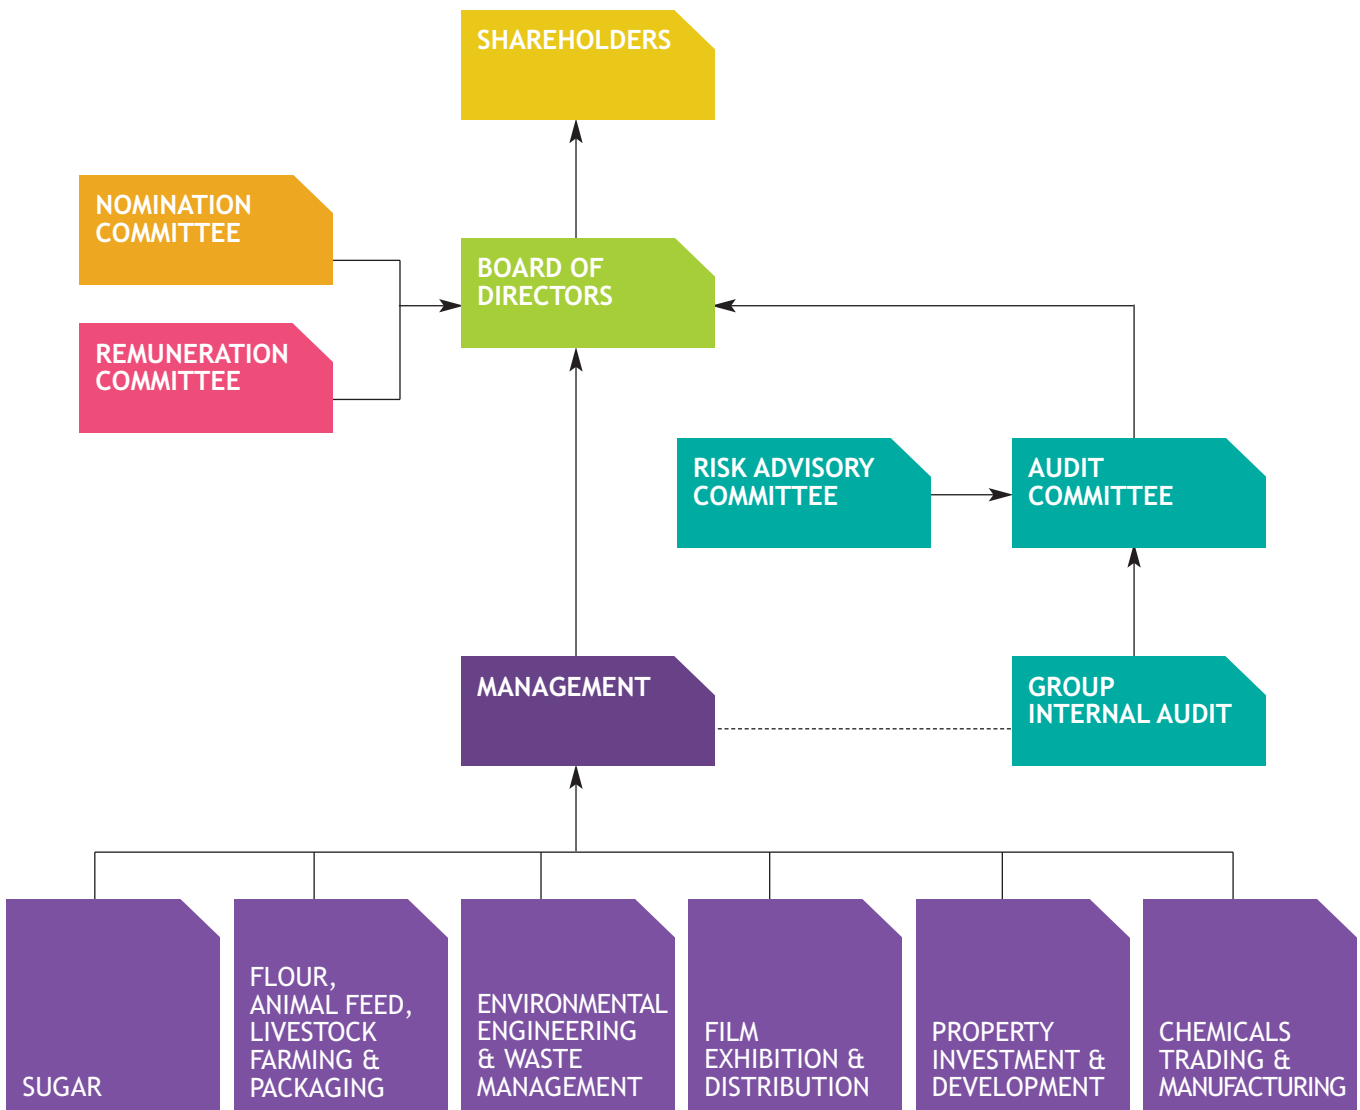 SHAREHOLDERS
NOMINATION
COMMITTEE
BOARD OF
DIRECTORS
REMUNERATION
COMMITTEE
RISK ADVISORY
COMMITTEE
AUDIT
COMMITTEE
MANAGEMENT
GROUP
INTERNAL AUDIT
SUGAR
FLOUR,
ANIMAL FEED,
LIVESTOCK
FARMING &
PACKAGING
ENVIRONMENTAL
ENGINEERING
& WASTE
MANAGEMENT
FILM
EXHIBITION &
DISTRIBUTION
PROPERTY
INVESTMENT &
DEVELOPMENT
CHEMICALS
TRADING &
MANUFACTURING